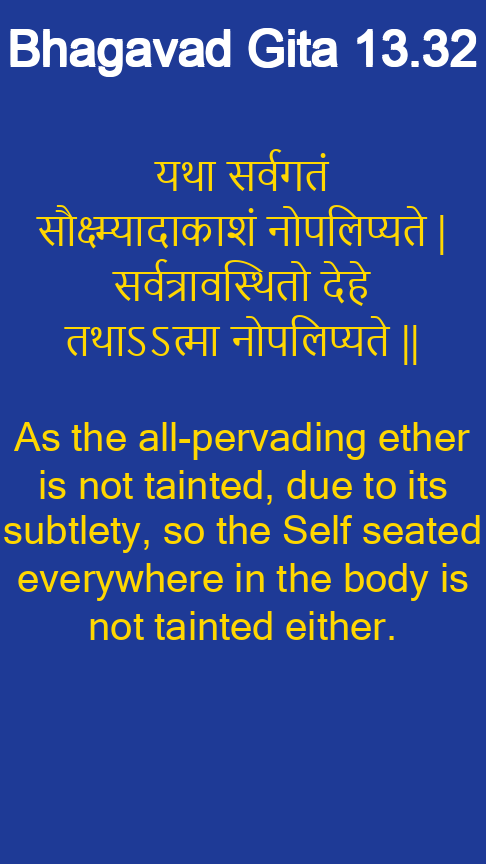 Bhagavad Gita 13.32
यथा सर्वगतं
सौक्ष्म्यादाकाशं नोपलिप्यते |
सर्वत्रावस्थितो देहे
तथाऽऽत्मा नोपलिप्यते ||
As the all-pervading ether
is not tainted, due to its
subtlety, so the Self seated
everywhere in the body is
not tainted either.